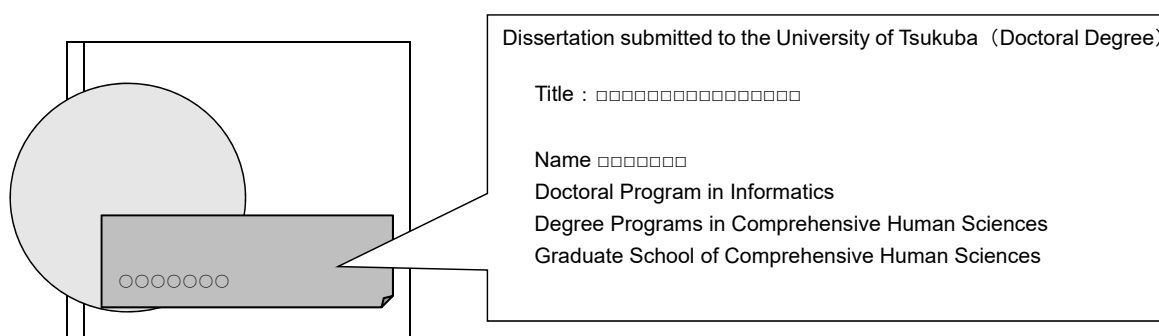 Dissertation submitted to the University of Tsukuba（Doctoral Degree）
Title：□□□□□□□□□□□□□□□□
Name □□□□□□□
Doctoral Program in Informatics
Degree Programs in Comprehensive Human Sciences
Graduate School of Comprehensive Human Sciences
○○○○○○○